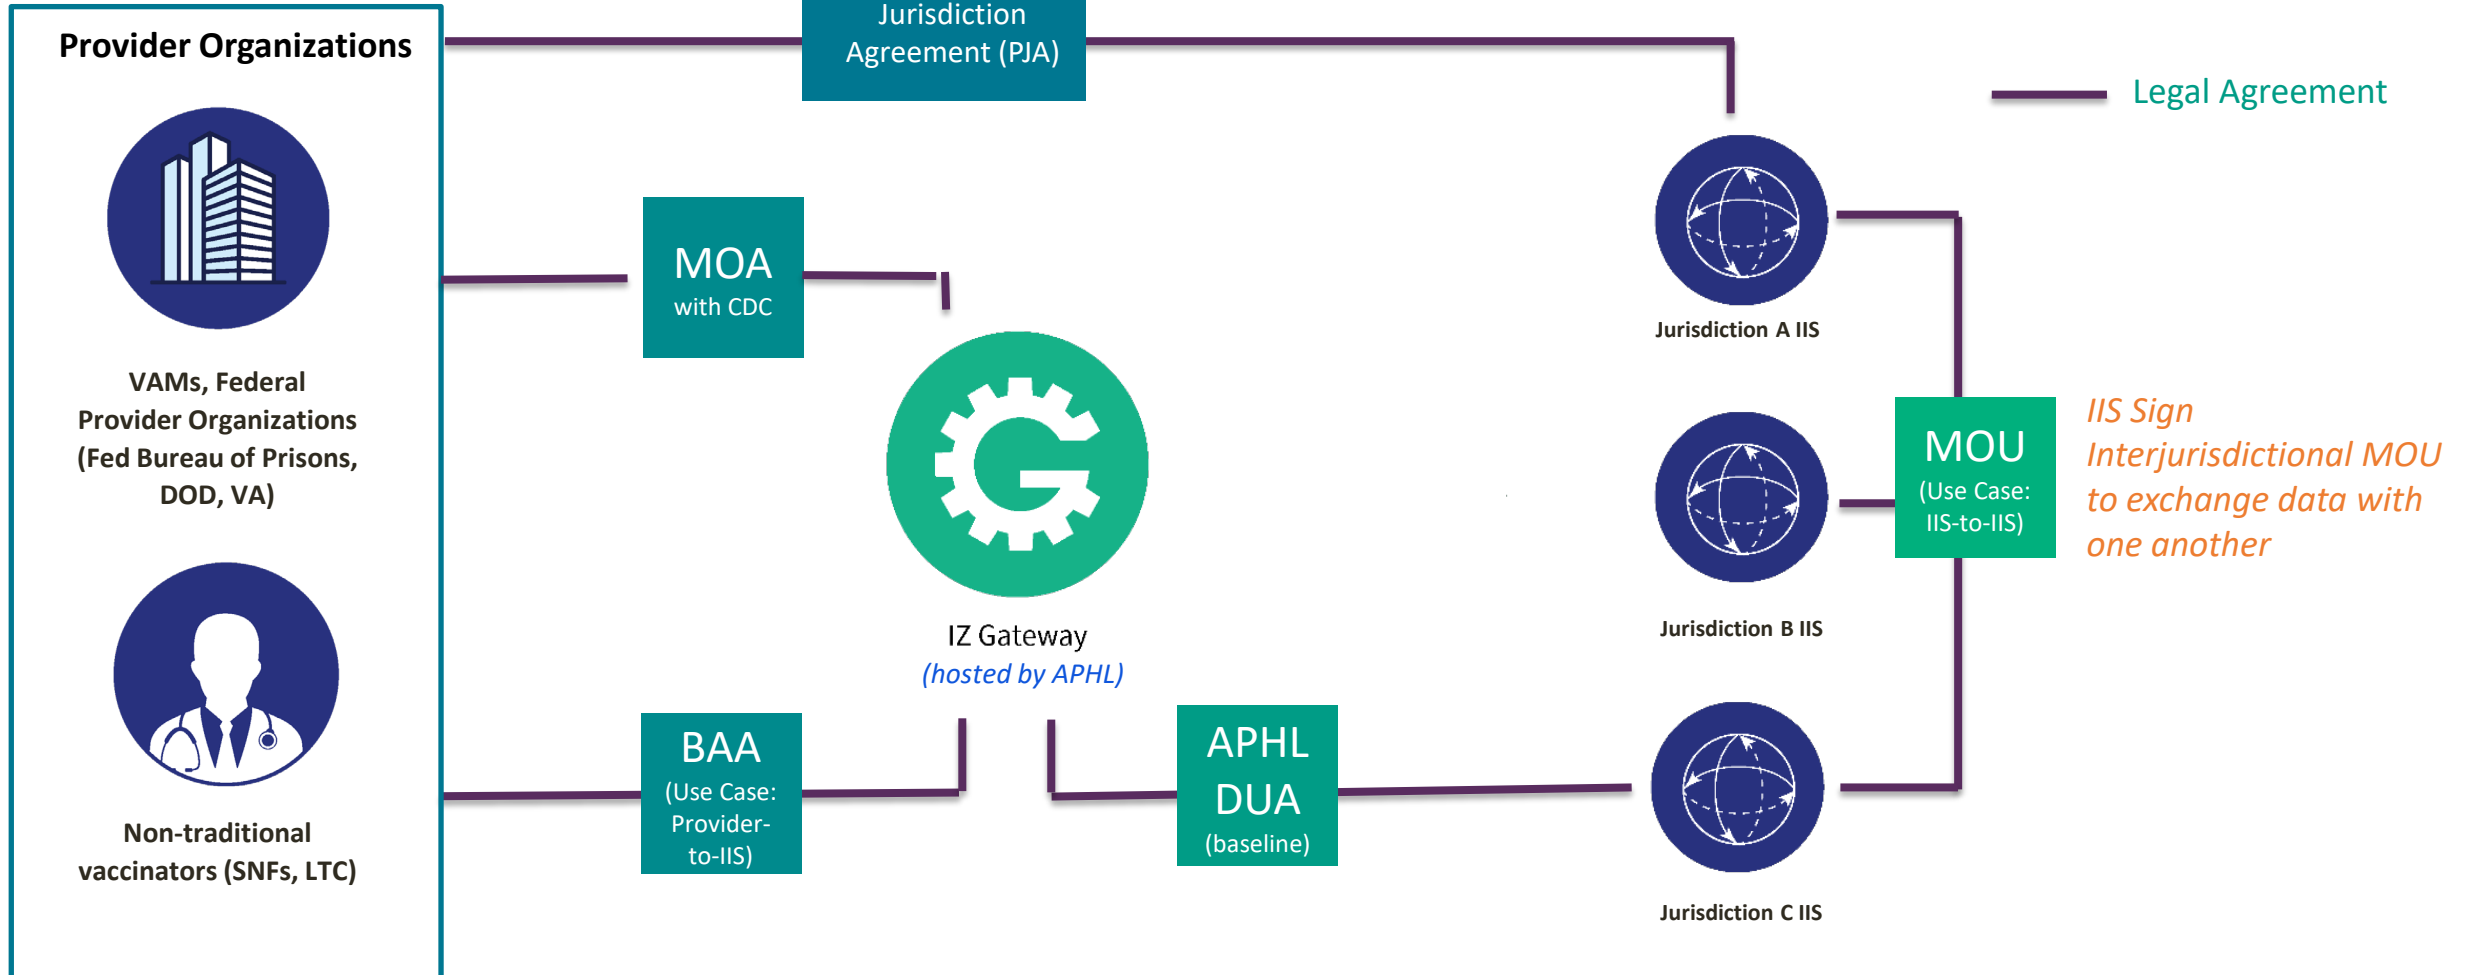 Provider Organizations
VAMs, Federal
Provider Organizations
(Fed Bureau of Prisons,
DOD, VA)
Non-traditional
vaccinators (SNFs, LTC)
Jurisdiction
Agreement (PJA)
MOA
with CDC
IZ Gateway
(hosted by APHL)
BAA
(Use Case:
Provider-
to-IIS)
APHL
DUA
(baseline)
Legal Agreement
Jurisdiction A IIS
Jurisdiction B IIS
Jurisdiction C IIS
MOU
(Use Case:
IIS-to-IIS)
IIS Sign
Interjurisdictional MOU
to exchange data with
one another